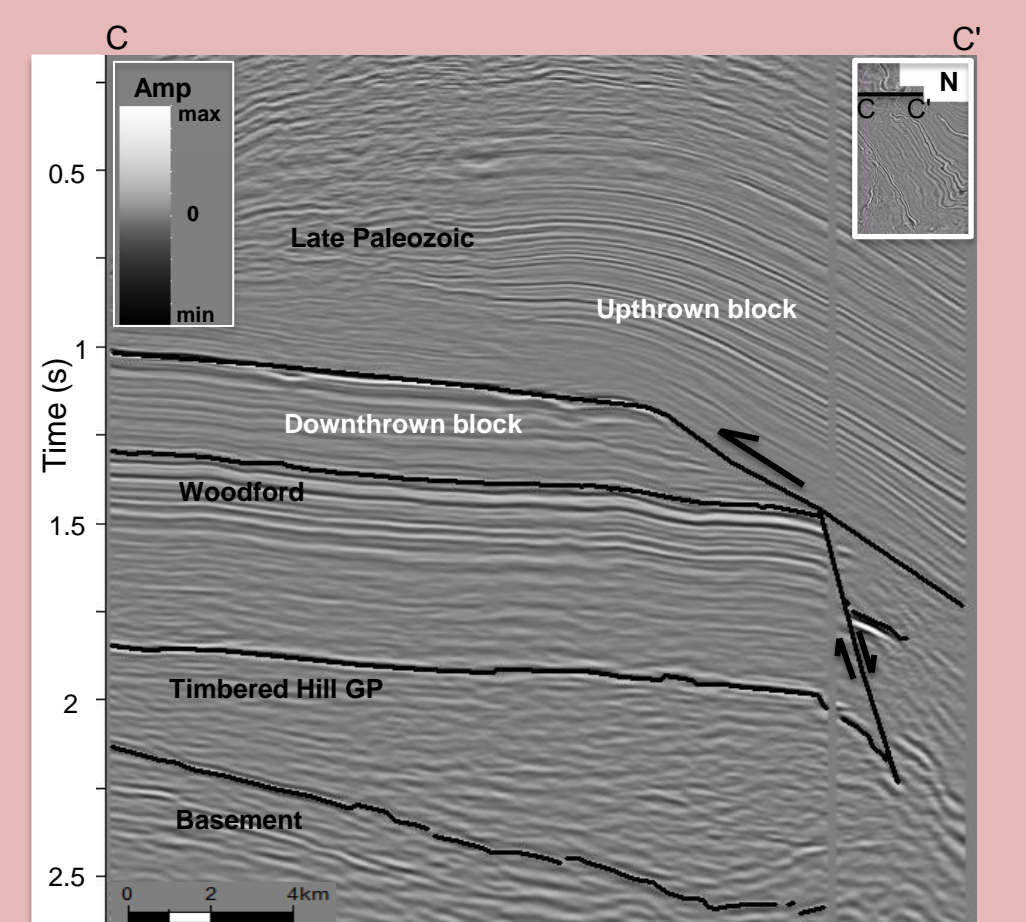 C C'
Amp
max
0
min
N
C C'
0.5
Late Paleozoic
Upthrown block
1
Time (s)
Downthrown block
Woodford
1.5
Timbered Hill GP
2
Basement
2.5
0 2 4km